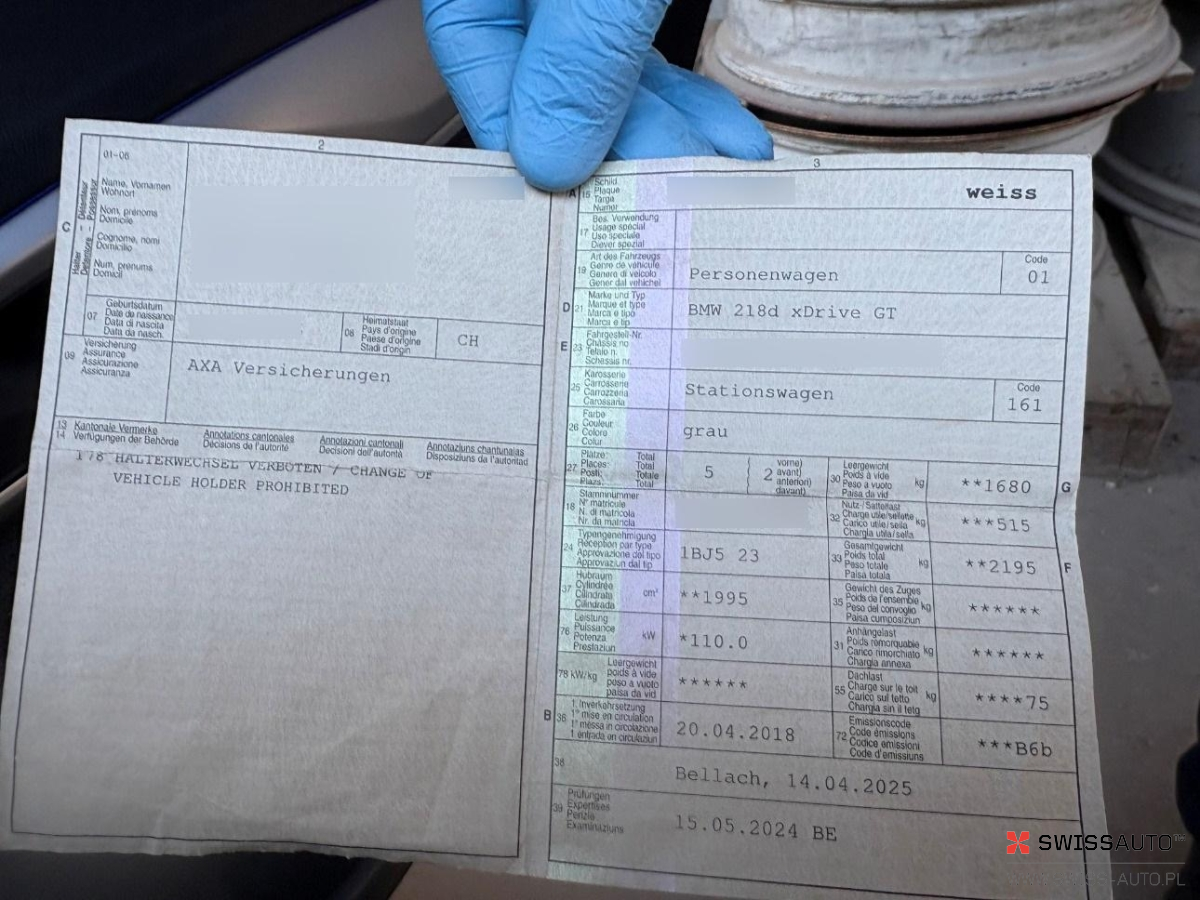 2
01-06
C
Halter - Détenteur
Detentore - Possessur
Name, Vornamen
Wohnort
Nom, prénoms
Domicile
Cognome, nomi
Domicilio
Num, prenums
Domicil
07
Geburtsdatum
Date de naissance
Data di nascita
Data da nasch.
08
Heimatstaat
Pays d'origine
Paese d'origine
Stadi d'origin
CH
09
Versicherung
Assurance
Assicurazione
Assicuranza
AXA Versicherungen
13
14
Kantonale Vermerke
Verfügungen der Behörde
Annotations cantonales
Décisions de l'autorité
Annotazioni cantonali
Decisioni dell'autorità
Annotaziuns chantunalas
Disposiziuns da l'autoritad
178 HALTERWECHSEL VERBOTEN / CHANGE OF
VEHICLE HOLDER PROHIBITED
3
A
15
Schild
Plaque
Targa
Numer
weiss
17
Bes. Verwendung
Usage spécial
Uso speciale
Diever spezial
19
Art des Fahrzeugs
Genre de véhicule
Genere di veicolo
Gener dal vehichel
Personenwagen
Code
01
D
21
Marke und Typ
Marque et type
Marca e tipo
Marca e tip
BMW 218d xDrive GT
E
23
Fahrgestell-Nr.
Châssis no
Telaio n.
Schassis nr.
25
Karosserie
Carrosserie
Carrozzeria
Carossaria
Stationswagen
Code
161
26
Farbe
Couleur
Colore
Colur
grau
27
Plätze Total
Places: Total
Posti: Totale
Plazs: Total
5
2
vorne)
avant)
anteriori)
davant)
30
Leergewicht
Poids à vide
Peso a vuoto
Paisa da vid
kg
**1680
G
18
Stammnummer
N° matricule
N. di matricola
Nr. da matricla
32
Nutz-/Sattellast
Charge utile/sellette
Carico utile/sella
Chargia utila/sella
kg
***515
24
Typengenehmigung
Réception par type
Approvazione del tipo
Approvaziun dal tip
1BJ5 23
33
Gesamtgewicht
Poids total
Peso totale
Paisa totala
kg
**2195
F
37
Hubraum
Cylindrée
Cilindrata
Cilindrada
cm³
**1995
35
Gewicht des Zuges
Poids de l'ensemble
Peso del convoglio
Paisa cumposiziun
kg
******
76
Leistung
Puissance
Potenza
Prestaziun
kW
*110.0
31
Anhängelast
Poids remorquable
Carico rimorchiato
Chargia annexa
kg
******
78 kW/kg
Leergewicht
poids à vide
peso a vuoto
paisa da vid
******
55
Dachlast
Charge sur le toit
Carico sul tetto
Chargia sin il tetg
kg
****75
B
36
1. Inverkehrsetzung
1re mise en circulation
1a messa in circolazione
1 entrada en circulaziun
20.04.2018
72
Emissionscode
Code émissions
Codice emissioni
Code d'emissiuns
***B6b
38
Bellach, 14.04.2025
39
Prüfungen
Expertises
Perizie
Examinaziuns
15.05.2024 BE
SWISSAUTO
SWISS-AUTO.PL